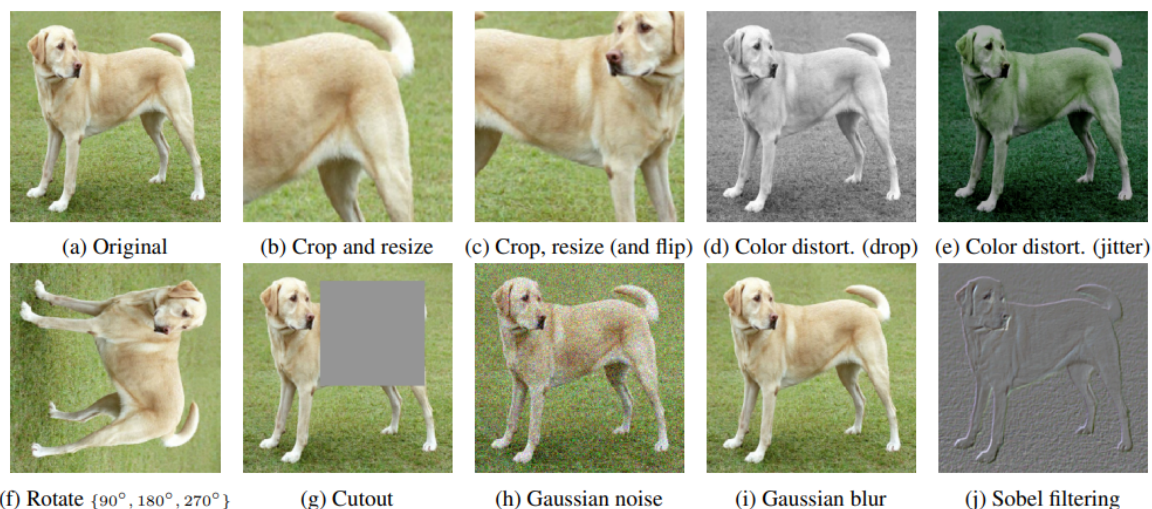 (a) Original
(b) Crop and resize
(c) Crop, resize (and flip)
(d) Color distort. (drop)
(e) Color distort. (jitter)
(f) Rotate {90°, 180°, 270°}
(g) Cutout
(h) Gaussian noise
(i) Gaussian blur
(j) Sobel filtering